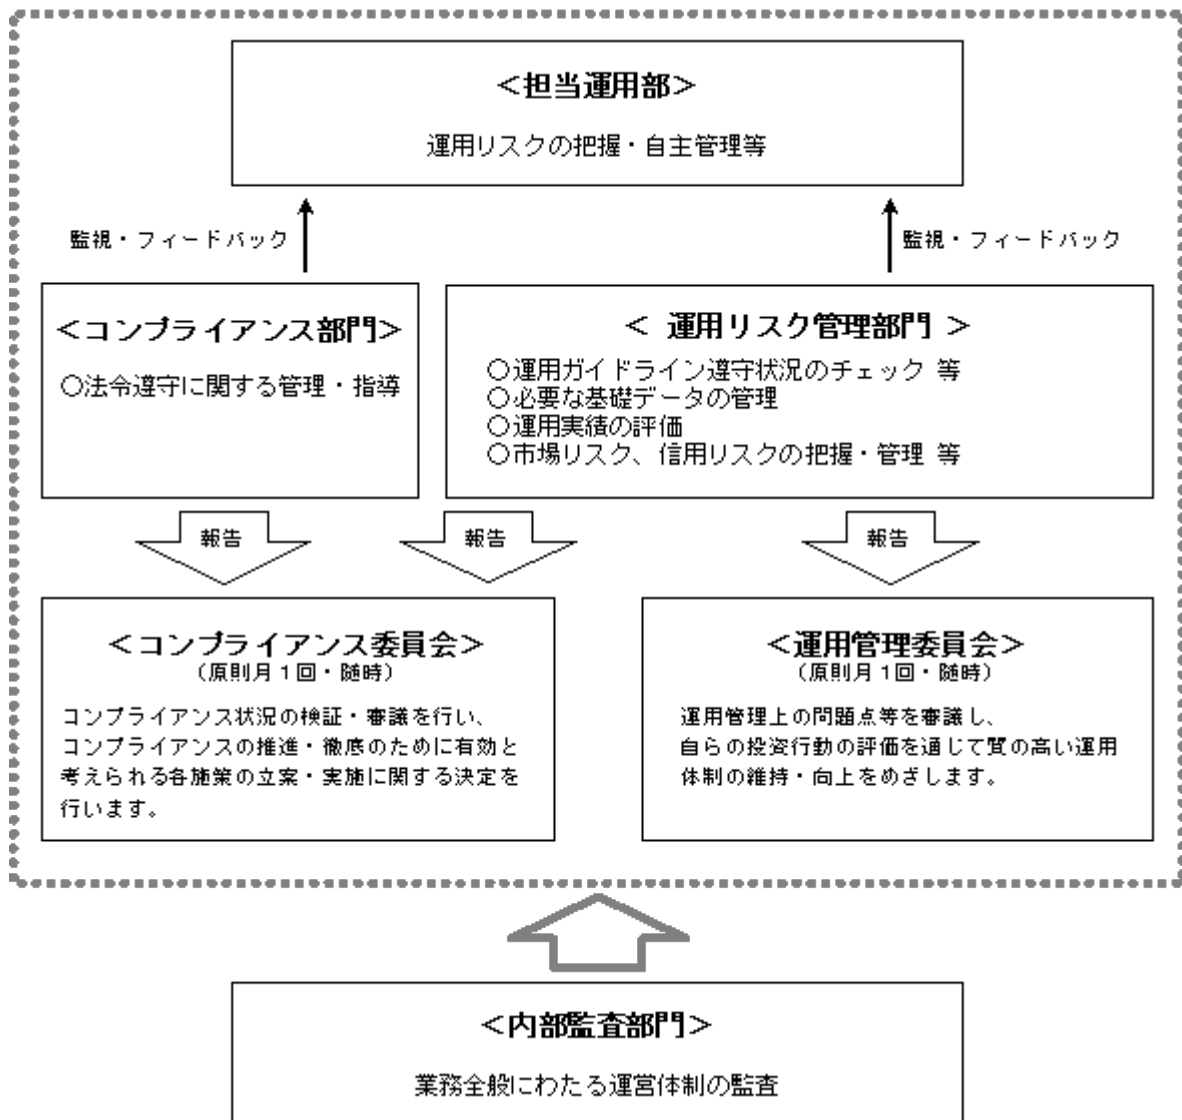 ＜担当運用部＞
運用リスクの把握・自主管理等
監視・フィードバック
監視・フィードバック
＜コンプライアンス部門＞
○法令遵守に関する管理・指導
＜ 運用リスク管理部門 ＞
○運用ガイドライン遵守状況のチェック 等
○必要な基礎データの管理
○運用実績の評価
○市場リスク、信用リスクの把握・管理 等
報告
報告
報告
＜コンプライアンス委員会＞
（原則月１回・随時）
コンプライアンス状況の検証・審議を行い、
コンプライアンスの推進・徹底のために有効と
考えられる各施策の立案・実施に関する決定を
行います。
＜運用管理委員会＞
（原則月１回・随時）
運用管理上の問題点等を審議し、
自らの投資行動の評価を通じて質の高い運用
体制の維持・向上をめざします。
＜内部監査部門＞
業務全般にわたる運営体制の監査